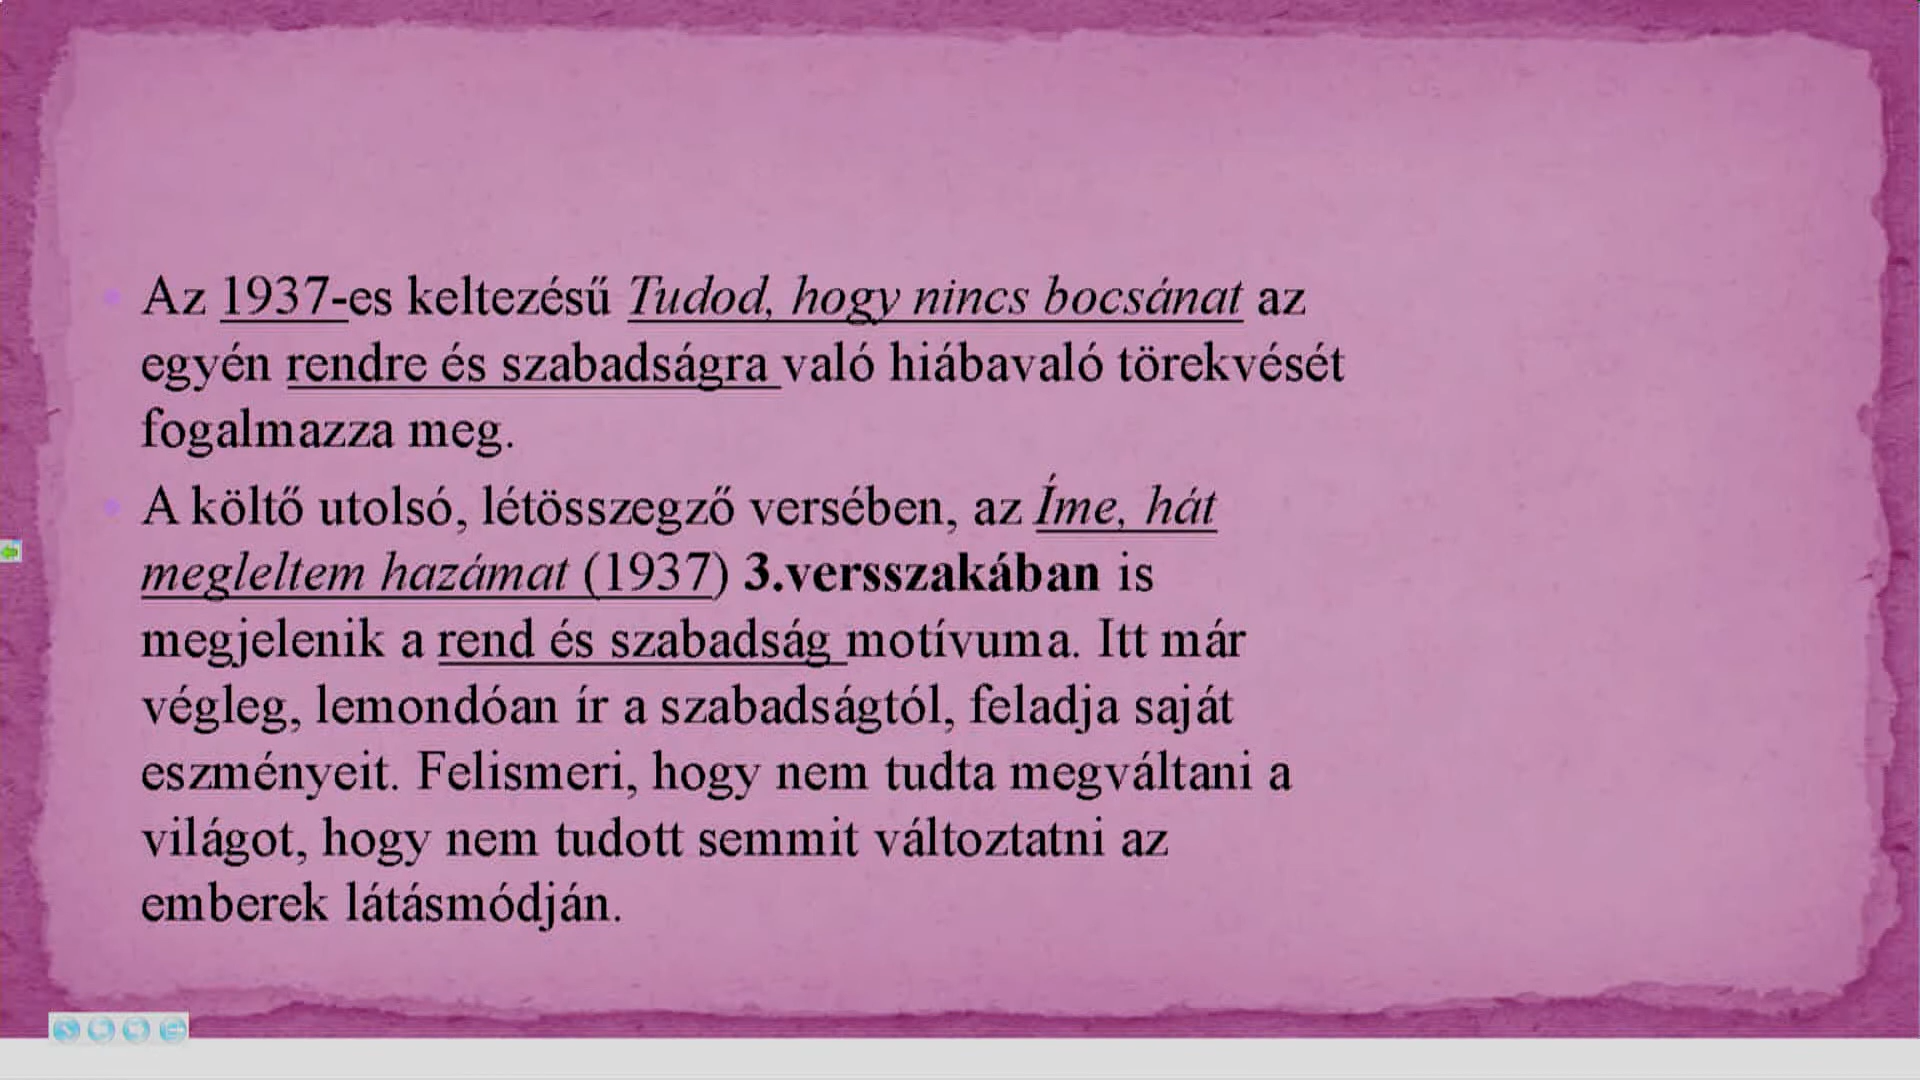 Az 1937-es keltezésű Tudod, hogy nincs bocsánat az
egyén rendre és szabadságra való hiábavaló törekvését
fogalmazza meg.
A költő utolsó, létösszegző versében, az Íme, hát
megleltem hazámat (1937) 3.versszakában is
megjelenik a rend és szabadság motívuma. Itt már
végleg, lemondóan ír a szabadságtól, feladja saját
eszményeit. Felismeri, hogy nem tudta megváltani a
világot, hogy nem tudott semmit változtatni az
emberek látásmódján.